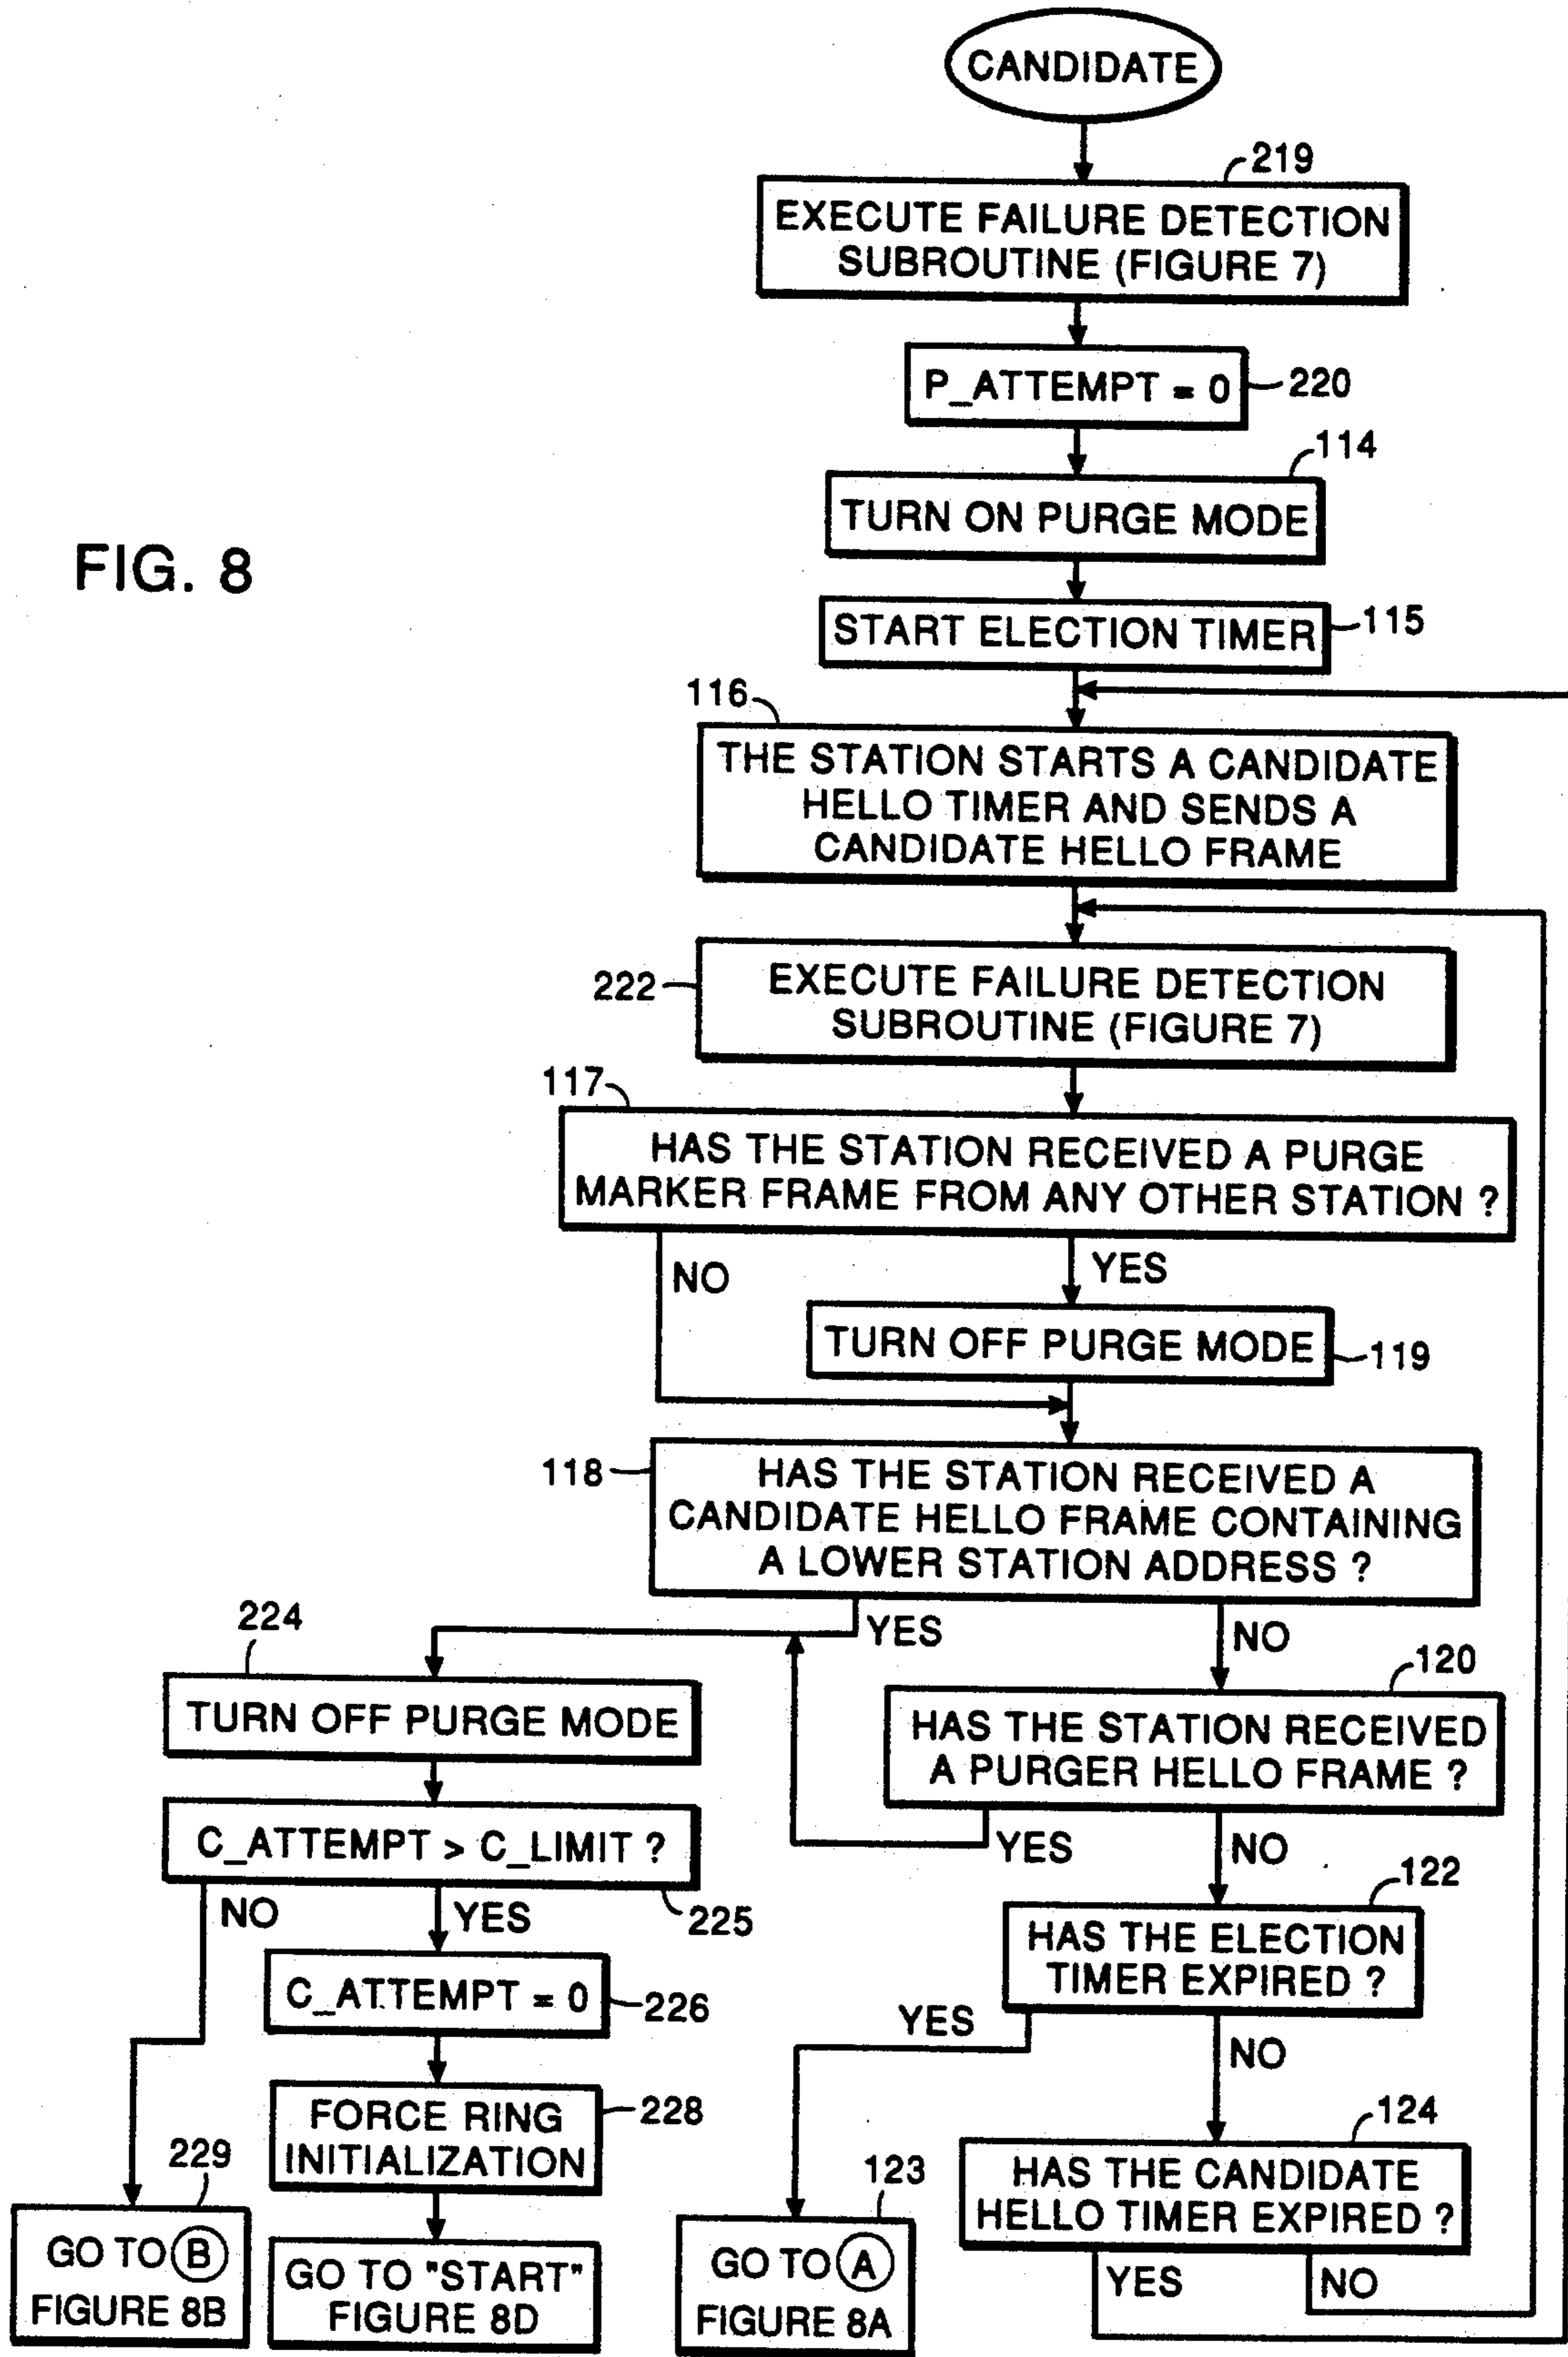 CANDIDATE
219
EXECUTE FAILURE DETECTION
SUBROUTINE (FIGURE 7)
P_ATTEMPT = 0
220
114
TURN ON PURGE MODE
FIG. 8
START ELECTION TIMER
115
116
THE STATION STARTS A CANDIDATE
HELLO TIMER AND SENDS A
CANDIDATE HELLO FRAME
222
EXECUTE FAILURE DETECTION
SUBROUTINE (FIGURE 7)
117
HAS THE STATION RECEIVED A PURGE
MARKER FRAME FROM ANY OTHER STATION ?
NO
YES
TURN OFF PURGE MODE
119
118
HAS THE STATION RECEIVED A
CANDIDATE HELLO FRAME CONTAINING
A LOWER STATION ADDRESS ?
YES
NO
224
TURN OFF PURGE MODE
120
HAS THE STATION RECEIVED
A PURGER HELLO FRAME ?
YES
NO
C_ATTEMPT > C_LIMIT ?
225
NO
YES
122
HAS THE ELECTION
TIMER EXPIRED ?
YES
NO
C_ATTEMPT = 0
226
FORCE RING
INITIALIZATION
228
124
HAS THE CANDIDATE
HELLO TIMER EXPIRED ?
YES
NO
229
GO TO B
FIGURE 8B
GO TO "START"
FIGURE 8D
123
GO TO A
FIGURE 8A